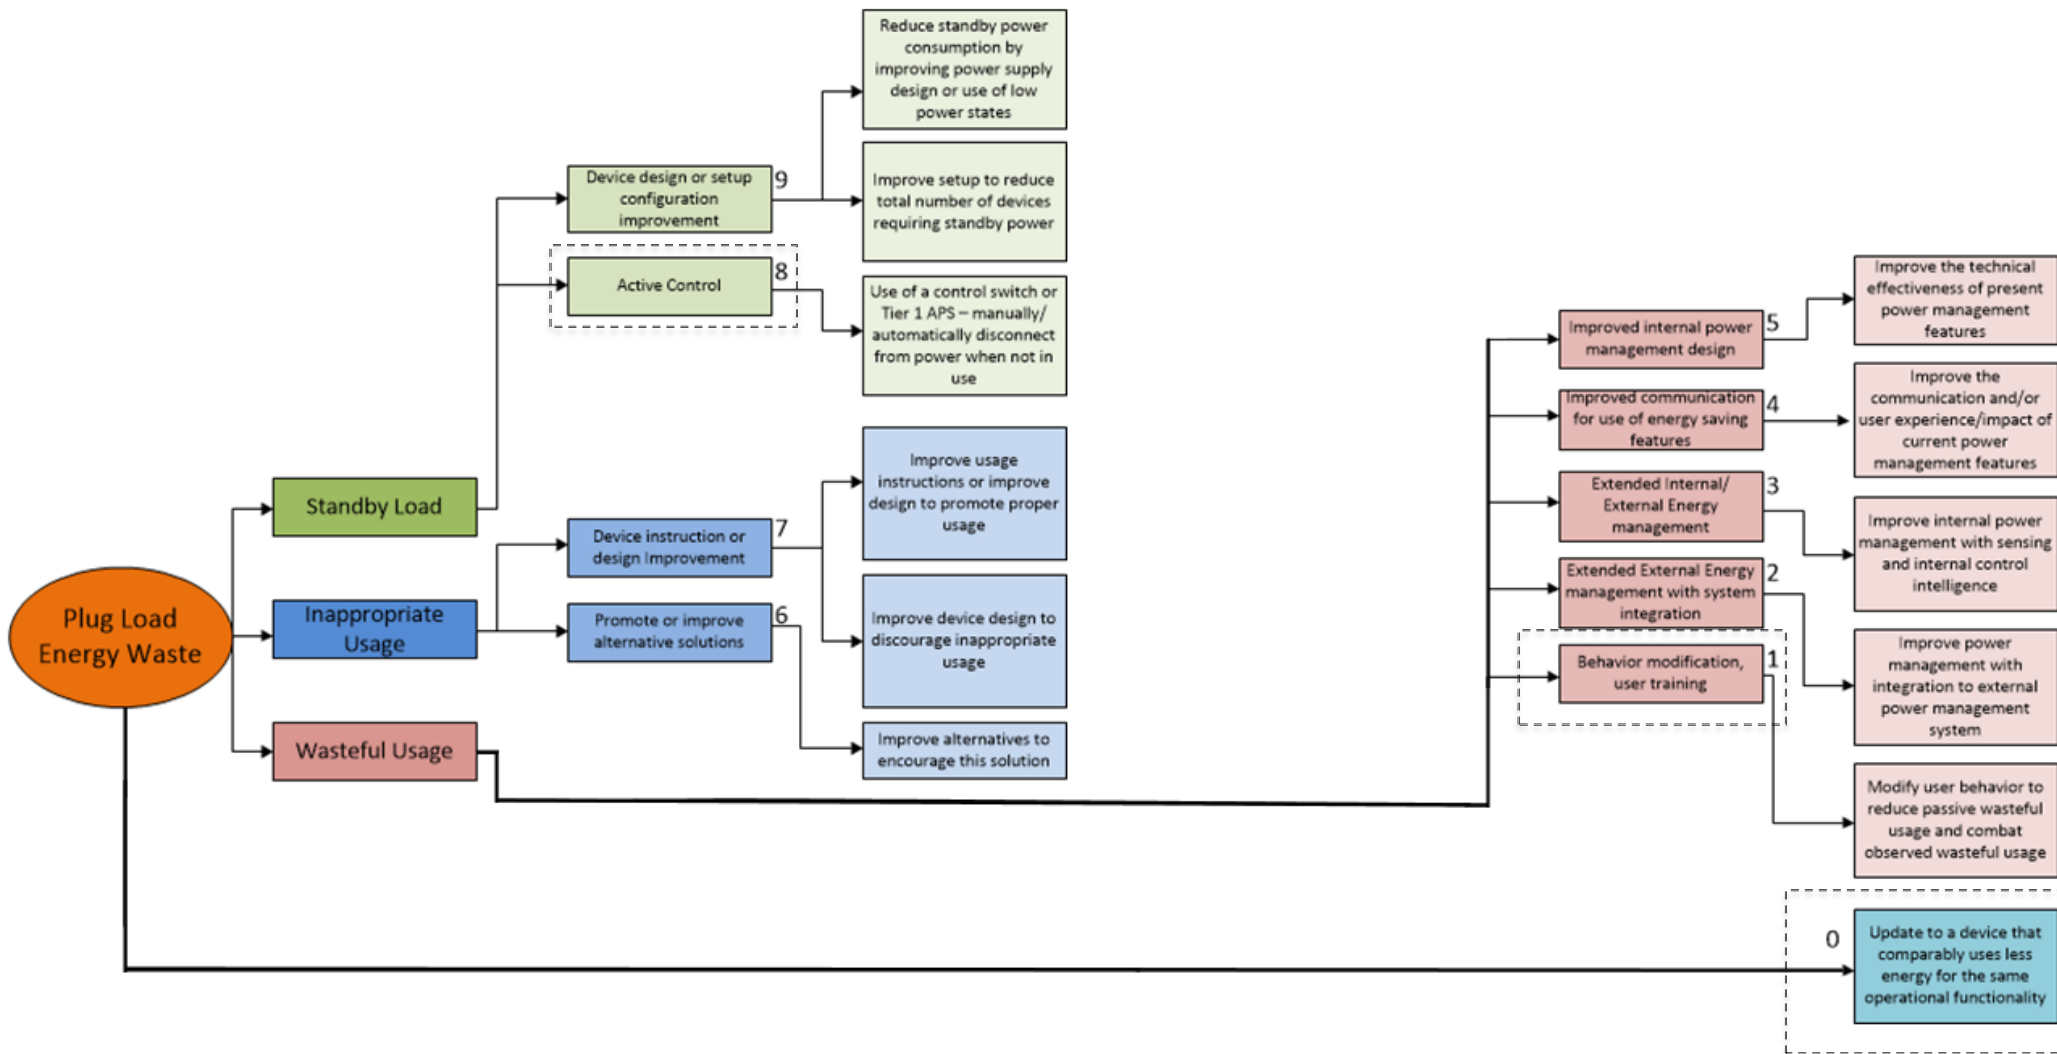 Plug Load
Energy Waste
Standby Load
Inappropriate
Usage
Wasteful Usage
Device design or setup
configuration
improvement
9
Active Control
8
Device instruction or
design Improvement
7
Promote or improve
alternative solutions
6
Reduce standby power
consumption by
improving power supply
design or use of low
power states
Improve setup to reduce
total number of devices
requiring standby power
Use of a control switch or
Tier 1 APS – manually/
automatically disconnect
from power when not in
use
Improve usage
instructions or improve
design to promote proper
usage
Improve device design to
discourage inappropriate
usage
Improve alternatives to
encourage this solution
Improved internal power
management design
5
Improved communication
for use of energy saving
features
4
Extended Internal/
External Energy
management
3
Extended External Energy
management with system
integration
2
Behavior modification,
user training
1
Improve the technical
effectiveness of present
power management
features
Improve the
communication and/or
user experience/impact of
current power
management features
Improve internal power
management with sensing
and internal control
intelligence
Improve power
management with
integration to external
power management
system
Modify user behavior to
reduce passive wasteful
usage and combat
observed wasteful usage
0
Update to a device that
comparably uses less
energy for the same
operational functionality